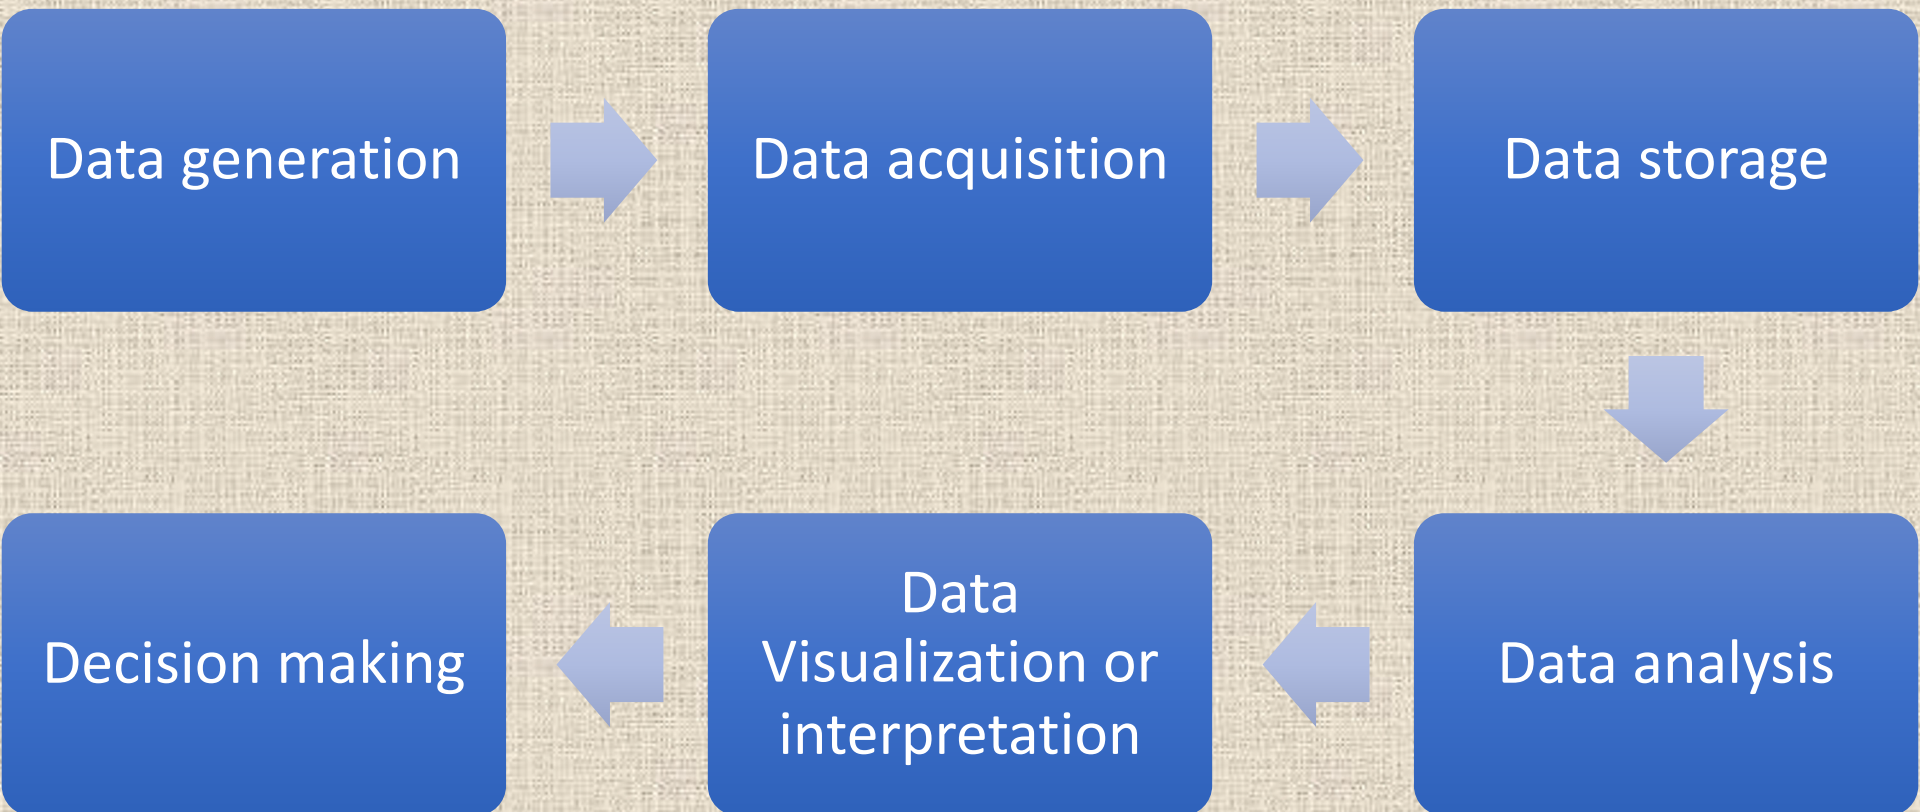 Data generation
Data acquisition
Data storage
Data analysis
Data
Visualization or
interpretation
Decision making